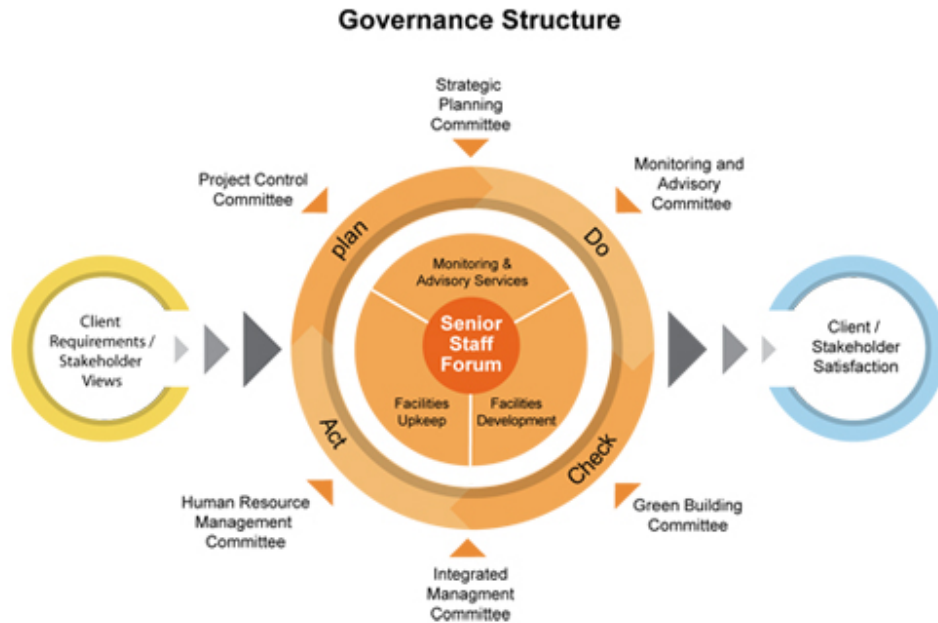 Governance Structure
Strategic
Planning
Committee
Project Control
Committee
Monitoring and
Advisory
Committee
plan
Do
Monitoring &
Advisory Services
Client
Requirements /
Stakeholder
Views
Senior
Staff
Forum
Client /
Stakeholder
Satisfaction
Facilities
Upkeep
Facilities
Development
Act
Check
Human Resource
Management
Committee
Green Building
Committee
Integrated
Managment
Committee